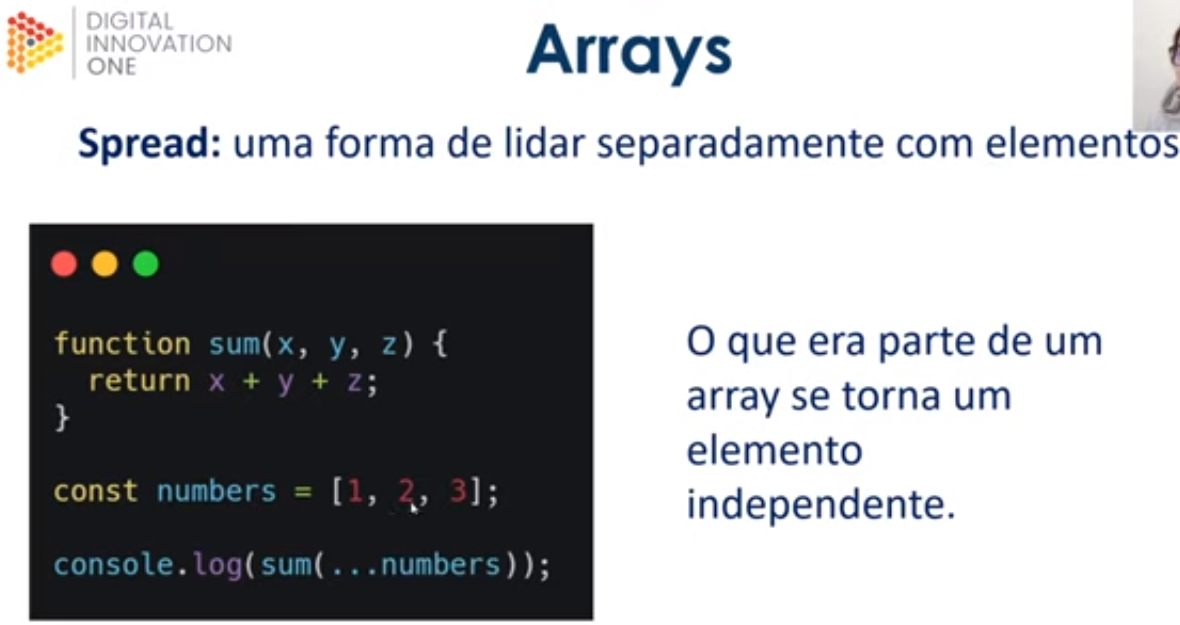 DIGITAL
INNOVATION
ONE
Arrays
Spread: uma forma de lidar separadamente com elementos
function sum(x, y, z) {
  return x + y + z;
}
const numbers = [1, 2, 3];
console.log(sum(...numbers));
O que era parte de um
array se torna um
elemento
independente.